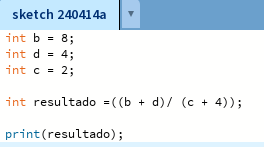 sketch 240414a
int b = 8;
int d = 4;
int c = 2;
int resultado =((b + d)/ (c + 4));
print(resultado);